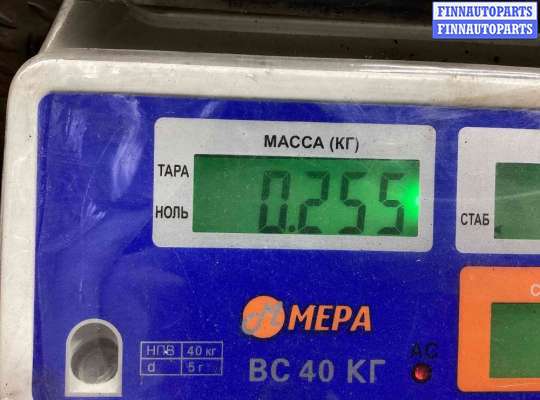 FINNAUTOPARTS
FINNAUTOPARTS
МАССА (КГ)
ТАРА
НОЛЬ
0.255
СТАБ
С
МЕРА
НПВ 40 кг
d 5 г
ВС 40 КГ
AC